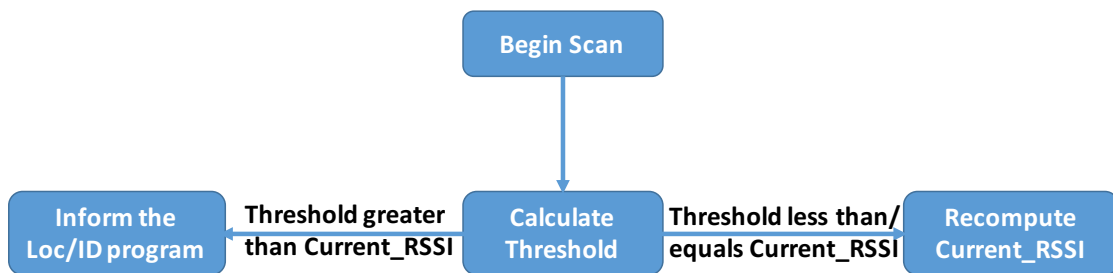 Begin Scan
Inform the
Loc/ID program
Threshold greater
than Current_RSSI
Calculate
Threshold
Threshold less than/
equals Current_RSSI
Recompute
Current_RSSI